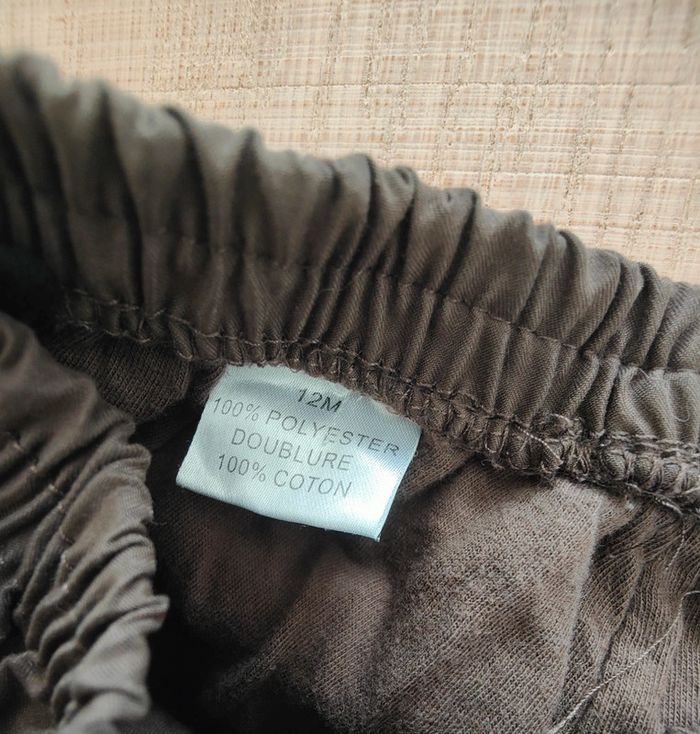 12M
100% POLYESTER
DOUBLURE
100% COTON